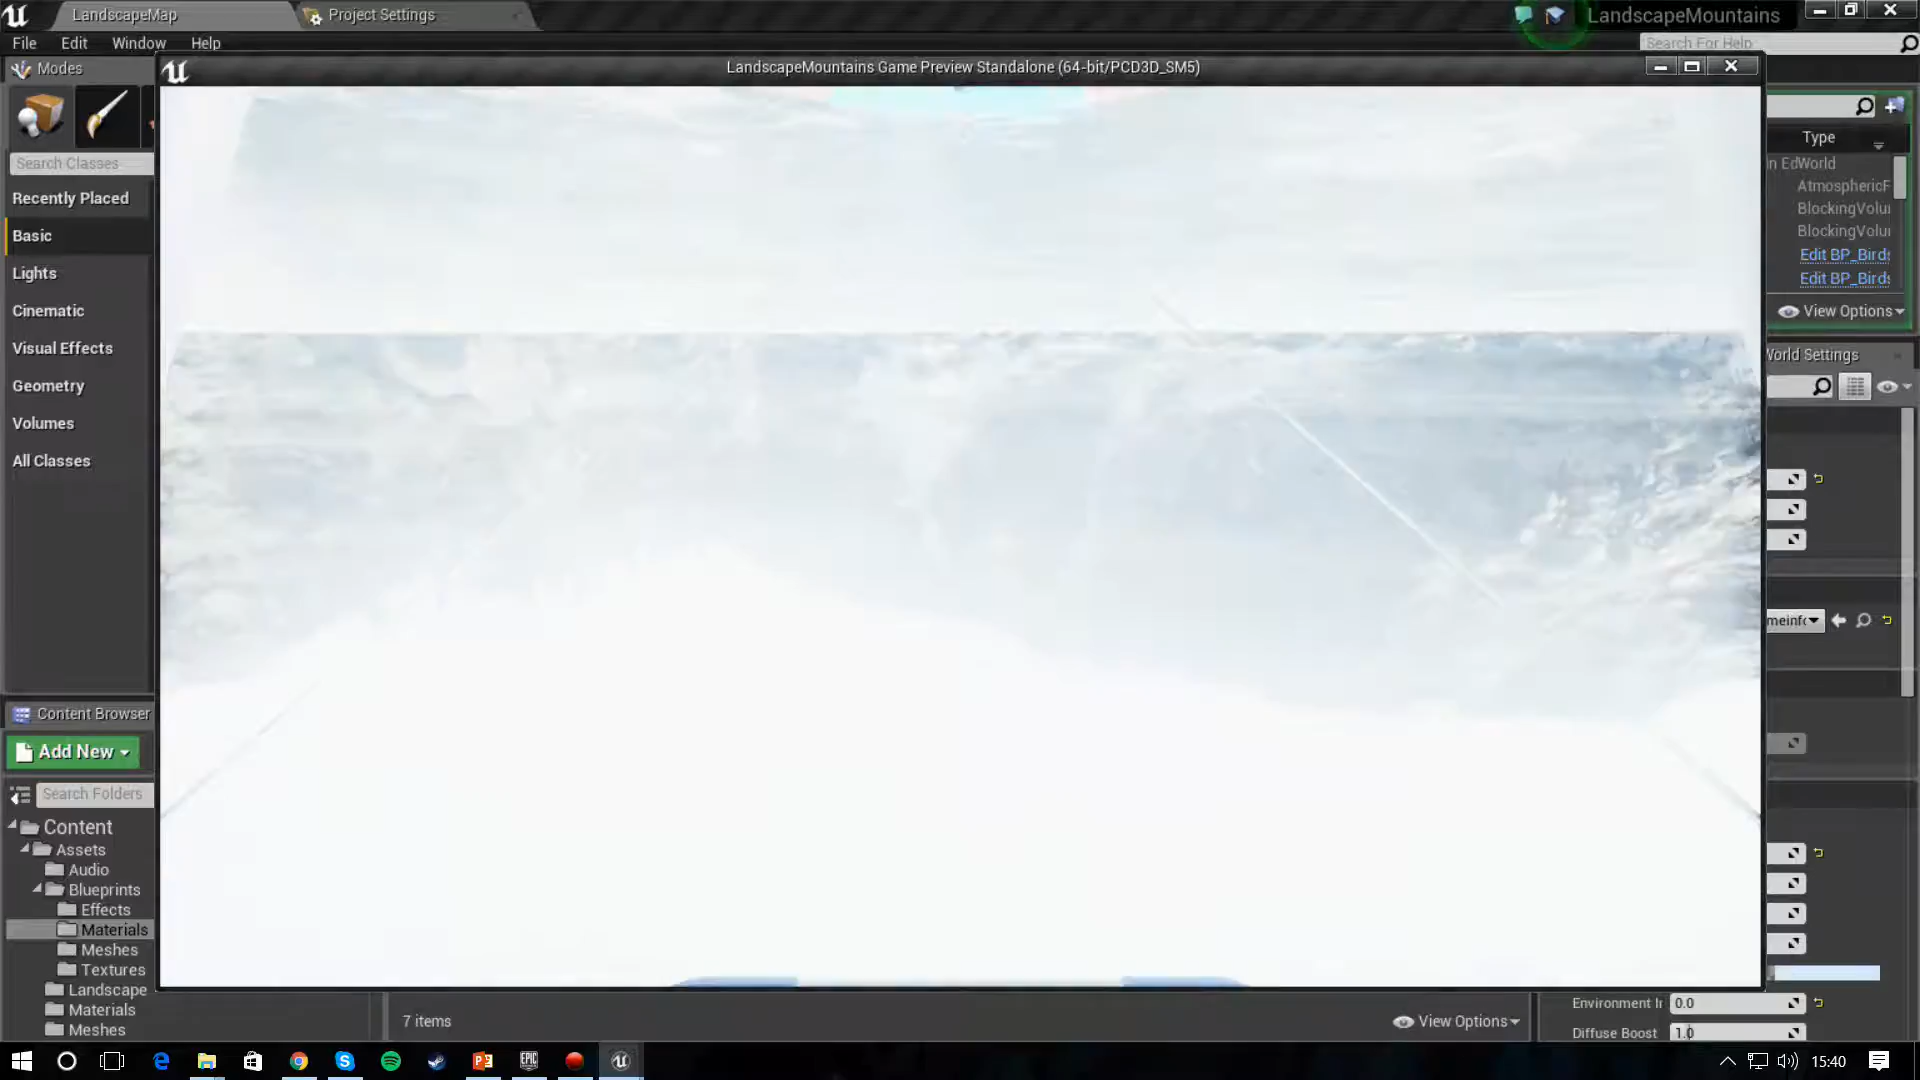 LandscapeMap
Project Settings
LandscapeMountains
File Edit Window Help
Search For Help
Modes
LandscapeMountains Game Preview Standalone (64-bit/PCD3D_SM5)
Search Classes
Type
Recently Placed
EdWorld
AtmosphericF
BlockingVolu
BlockingVolu
Basic
Edit BP_Birds
Edit BP_Birds
Lights
Cinematic
View Options
Visual Effects
World Settings
Geometry
Volumes
All Classes
Content Browser
Add New
Search Folders
Content
Assets
Audio
Blueprints
Effects
Materials
Meshes
Textures
Landscape
Materials
Meshes
7 items
View Options
Environment I
0.0
Diffuse Boost
1.0
15:40